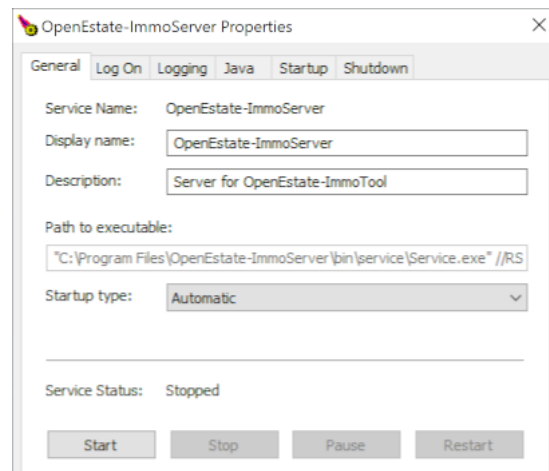 OpenEstate-ImmoServer Properties
General Log On Logging Java Startup Shutdown
Service Name: OpenEstate-ImmoServer
Display name: OpenEstate-ImmoServer
Description: Server for OpenEstate-ImmoTool
Path to executable:
"C:\Program Files\OpenEstate-ImmoServer\bin\service\Service.exe" //RS
Startup type: Automatic
Service Status: Stopped
Start Stop Pause Restart